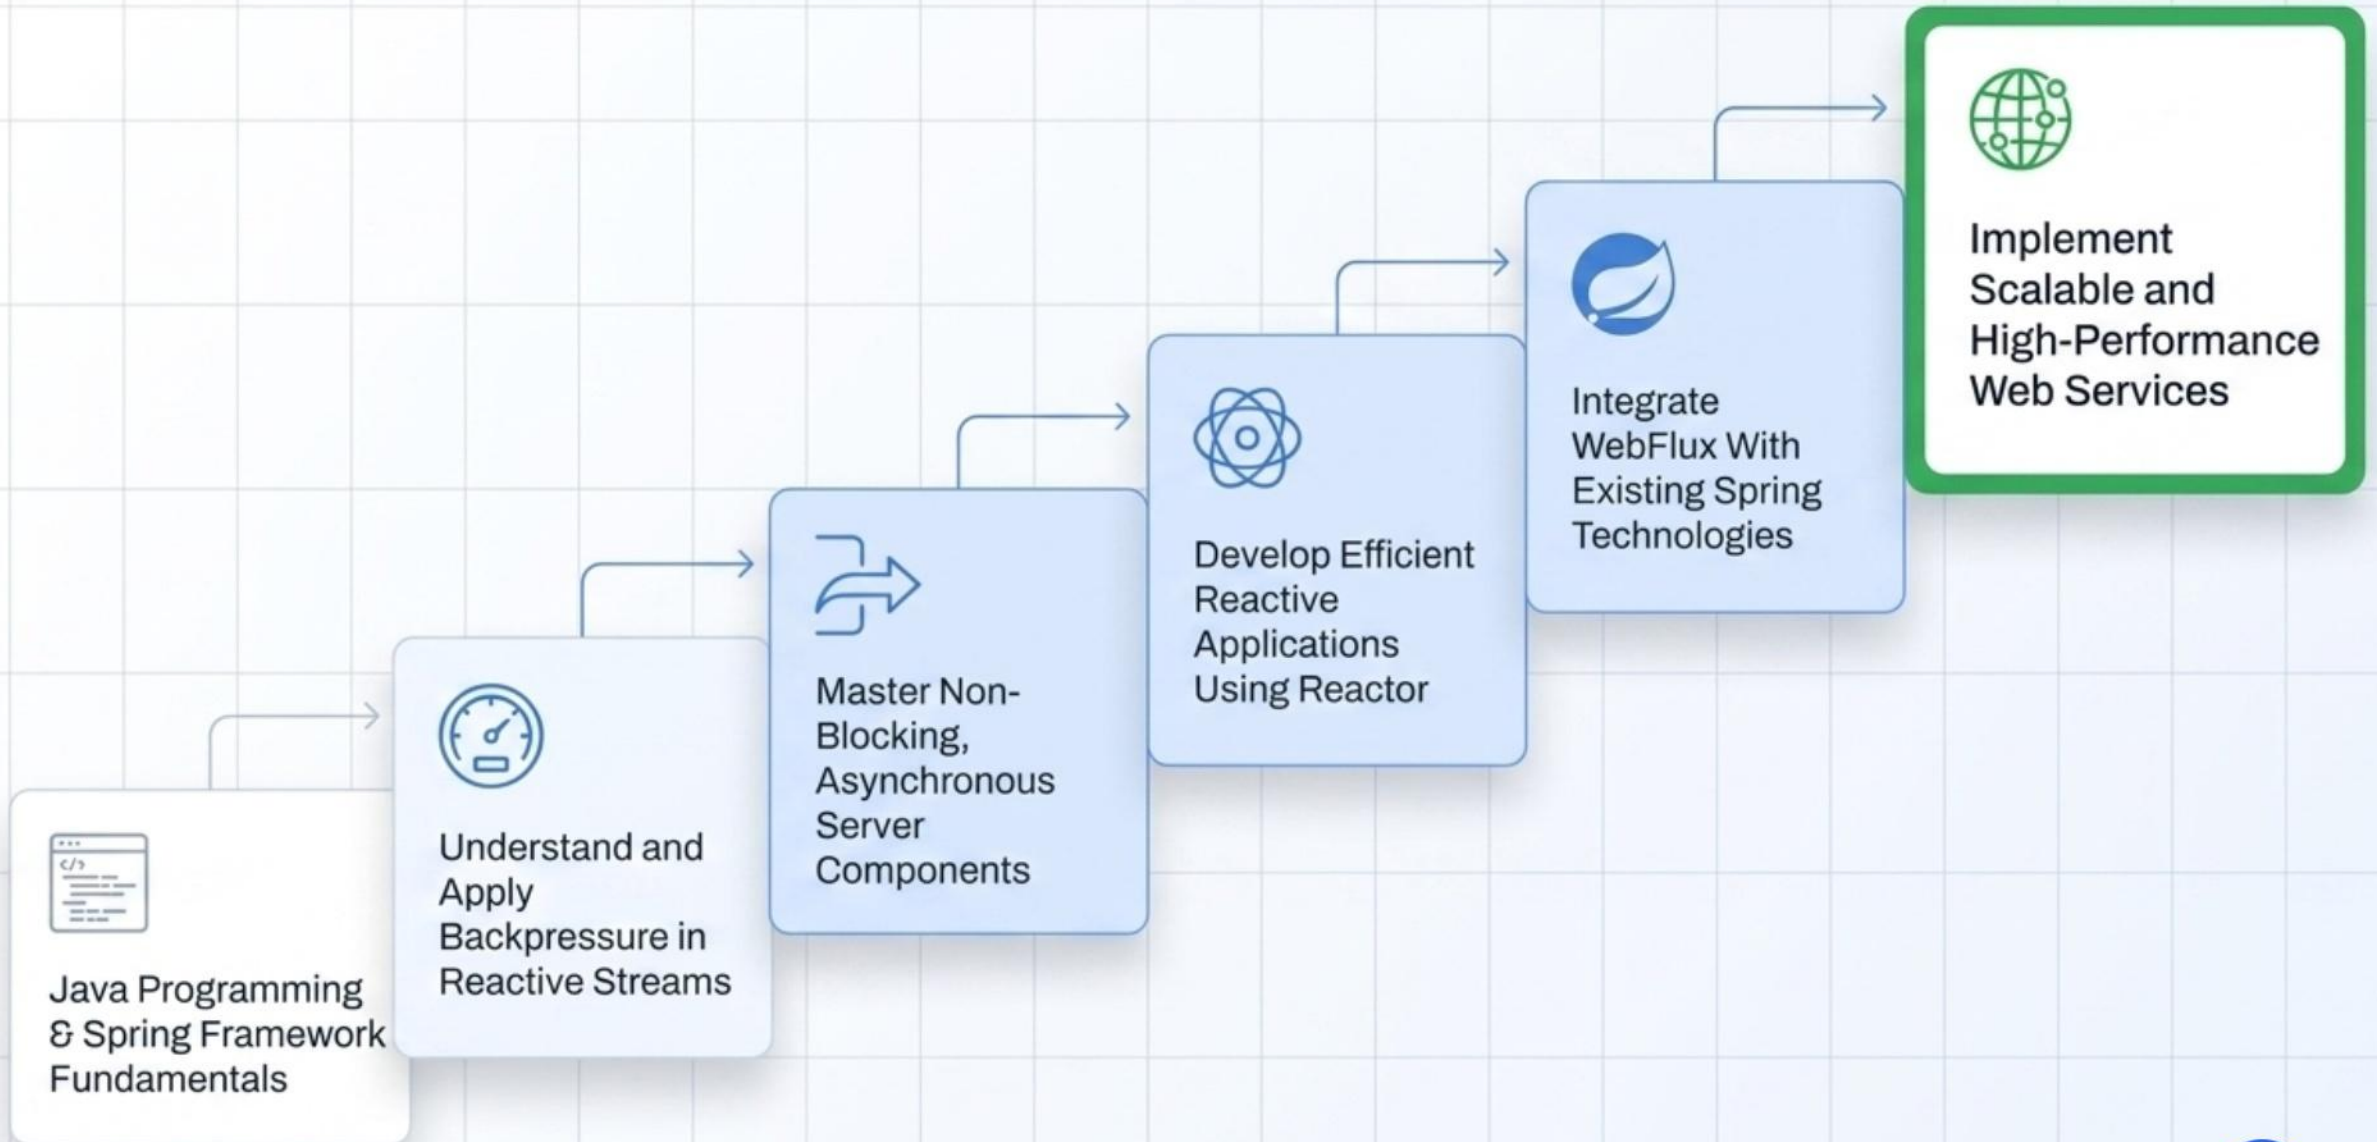 Implement
Scalable and
High-Performance
Web Services
Integrate
WebFlux With
Existing Spring
Technologies
Develop Efficient
Reactive
Applications
Using Reactor
Master Non-
Blocking,
Asynchronous
Server
Components
Understand and
Apply
Backpressure in
Reactive Streams
</>
Java Programming
& Spring Framework
Fundamentals